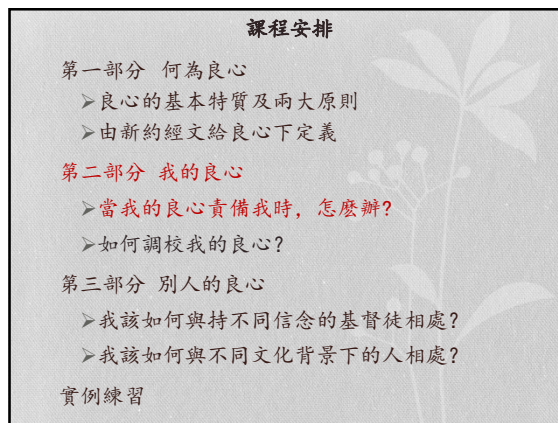 課程安排
第一部分 何為良心
➢良心的基本特質及兩大原則
➢由新約經文給良心下定義
第二部分 我的良心
➢當我的良心責備我時，怎麼辦?
➢如何調校我的良心?
第三部分 別人的良心
➢我該如何與持不同信念的基督徒相處?
➢我該如何與不同文化背景下的人相處?
實例練習